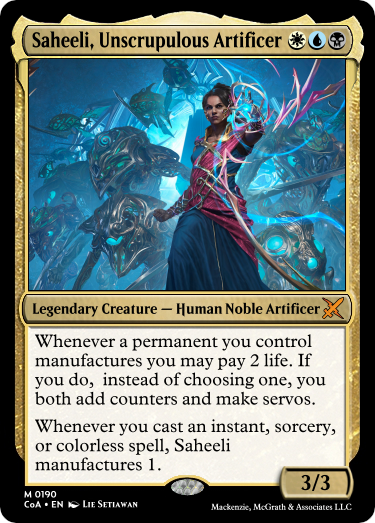 Saheeli, Unscrupulous Artificer
Legendary Creature — Human Noble Artificer
Whenever a permanent you control
manufactures you may pay 2 life. If
you do,  instead of choosing one, you
both add counters and make servos.
Whenever you cast an instant, sorcery,
or colorless spell, Saheeli
manufactures 1.
3/3
M 0190
CoA • EN Lie Setiawan
Mackenzie, McGrath & Associates LLC